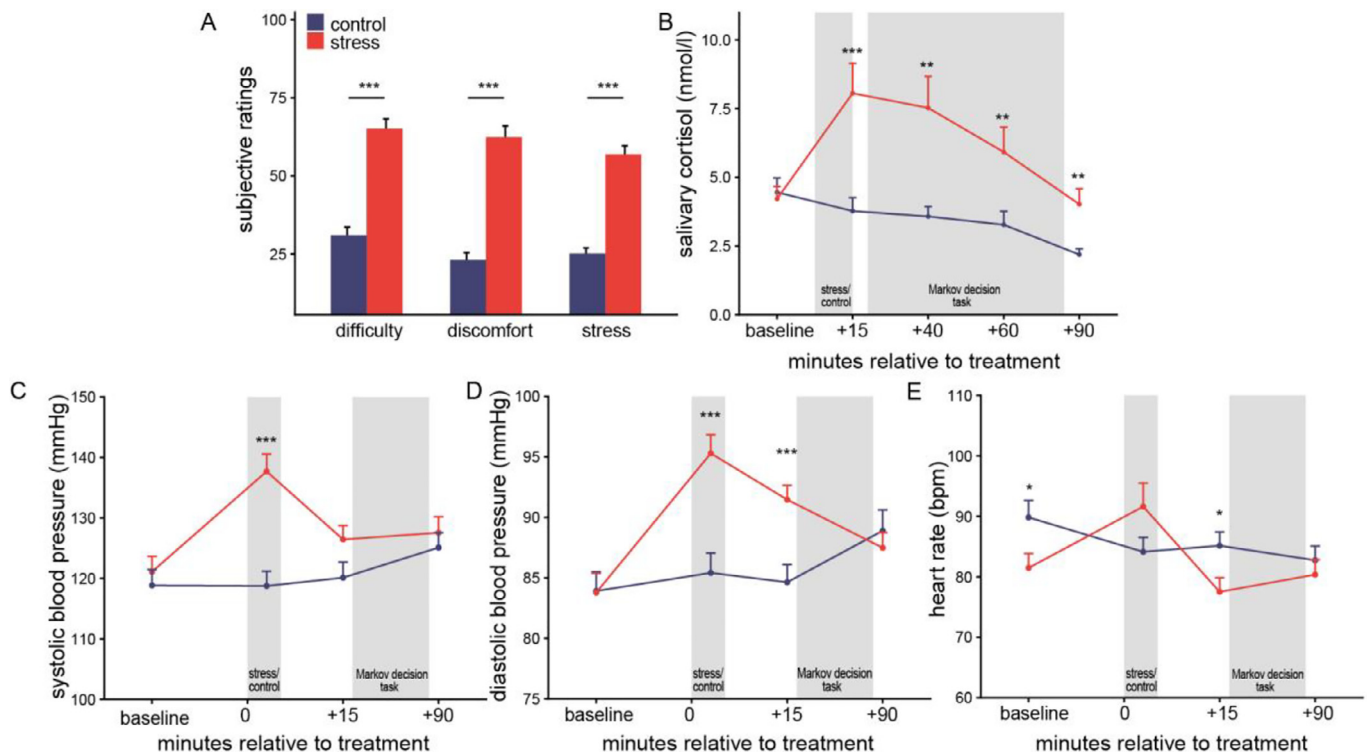 A
subjective ratings
100
75
50
25
control
stress
***
***
***
difficulty
discomfort
stress
B
salivary cortisol (nmol/l)
10.0
7.5
5.0
2.5
0.0
***
**
**
**
stress/
control
Markov decision
task
baseline
+15
+40
+60
+90
minutes relative to treatment
C
systolic blood pressure (mmHg)
150
140
130
120
110
100
***
stress/
control
Markov decision
task
baseline
0
+15
+90
minutes relative to treatment
D
diastolic blood pressure (mmHg)
100
95
90
85
80
75
***
***
stress/
control
Markov decision
task
baseline
0
+15
+90
minutes relative to treatment
E
heart rate (bpm)
110
100
90
80
70
60
*
*
stress/
control
Markov decision
task
baseline
0
+15
+90
minutes relative to treatment